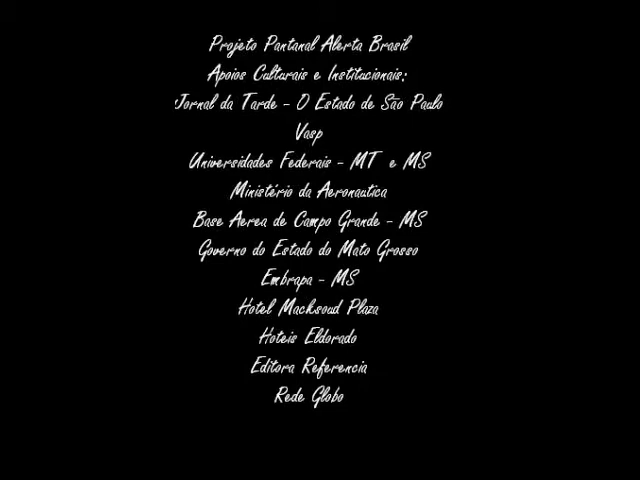 Projeto Pantanal Alerta Brasil
Apoios Culturais e Institucionais:
Jornal da Tarde - O Estado de São Paulo
Vasp
Universidades Federais - MT e MS
Ministério da Aeronautica
Base Aerea de Campo Grande - MS
Governo do Estado do Mato Grosso
Embrapa - MS
Hotel Macksoud Plaza
Hoteis Eldorado
Editora Referencia
Rede Globo